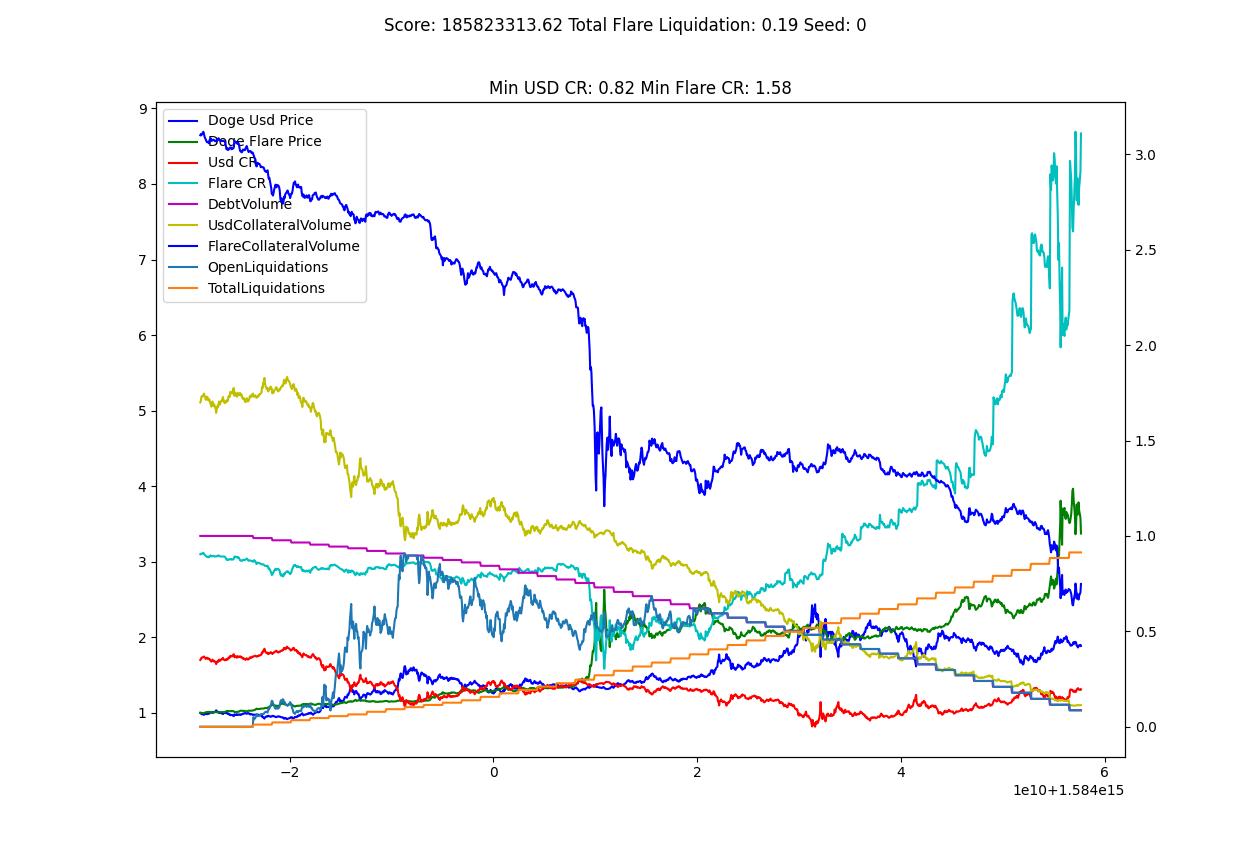 Score: 185823313.62 Total Flare Liquidation: 0.19 Seed: 0
Min USD CR: 0.82 Min Flare CR: 1.58
Doge Usd Price
Doge Flare Price
Usd CR
Flare CR
DebtVolume
UsdCollateralVolume
FlareCollateralVolume
OpenLiquidations
TotalLiquidations
9
8
7
6
5
4
3
2
1
3.0
2.5
2.0
1.5
1.0
0.5
0.0
−2 0 2 4 6
1e10+1.584e15